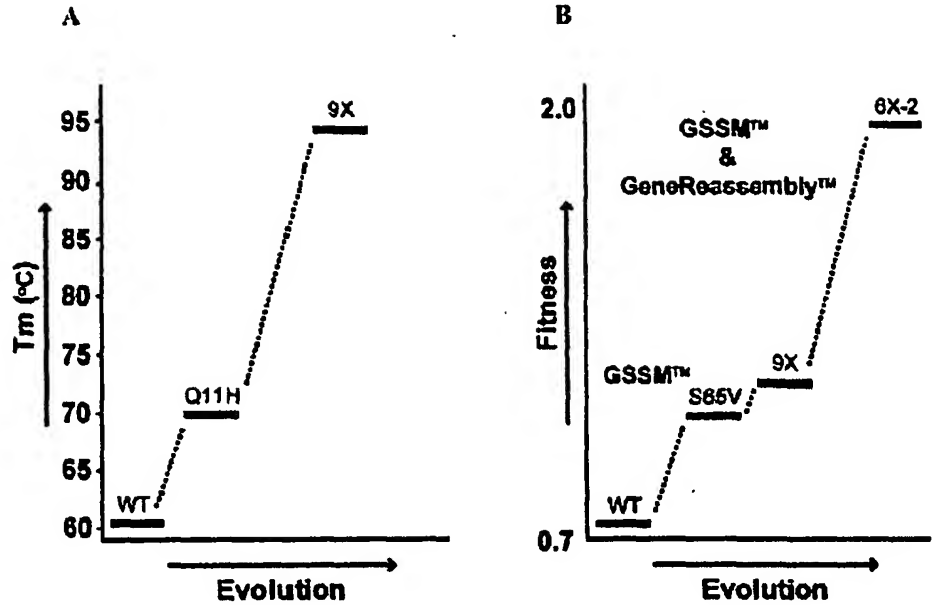 A
95
90
85
80
75
70
65
60
Tm (°C)
WT
Q11H
9X
Evolution
B
2.0
0.7
Fitness
GSSM™
&
GeneReassembly™
GSSM™
WT
S65V
9X
6X-2
Evolution